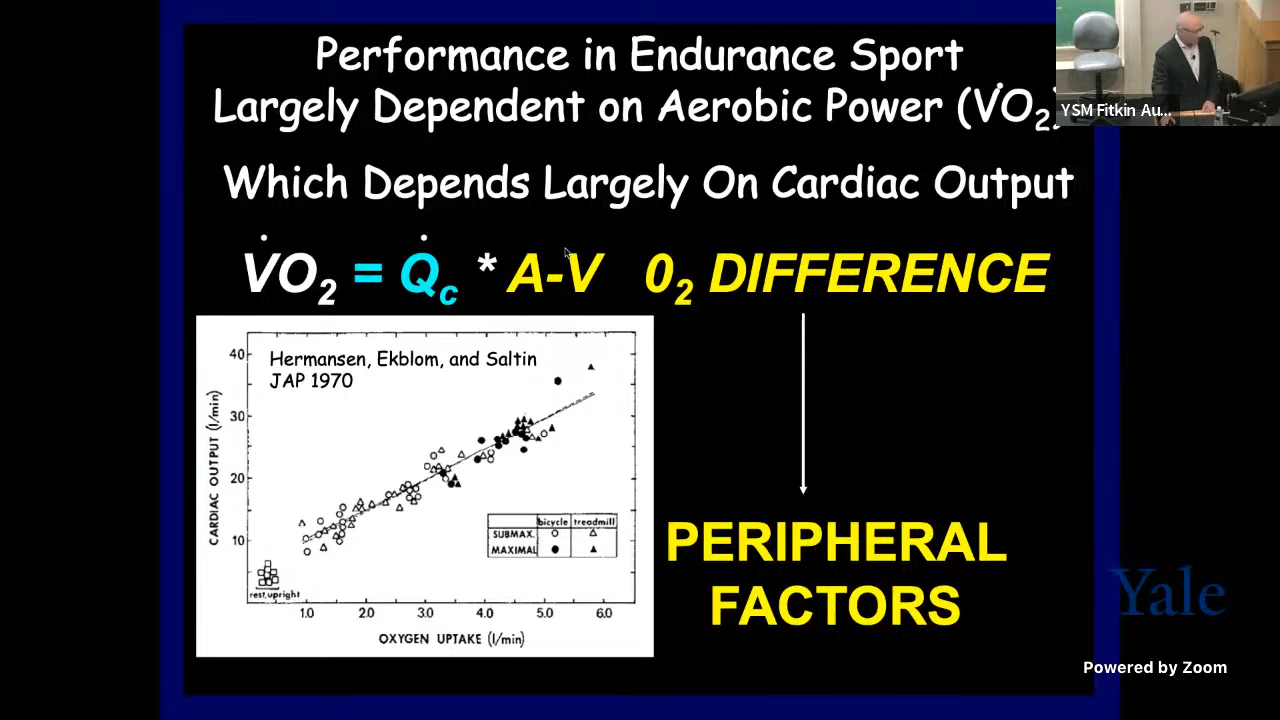 Performance in Endurance Sport
Largely Dependent on Aerobic Power (V̇O₂)
Which Depends Largely On Cardiac Output
V̇O₂ = Q̇c * A-V 0₂ DIFFERENCE
Hermansen, Ekblom, and Saltin
JAP 1970
CARDIAC OUTPUT (l/min)
40
30
20
10
bicycle treadmill
SUBMAX.
MAXIMAL
rest, upright
1.0 2.0 3.0 4.0 5.0 6.0
OXYGEN UPTAKE (l/min)
PERIPHERAL
FACTORS
YSM Fitkin Au...
Yale
Powered by Zoom